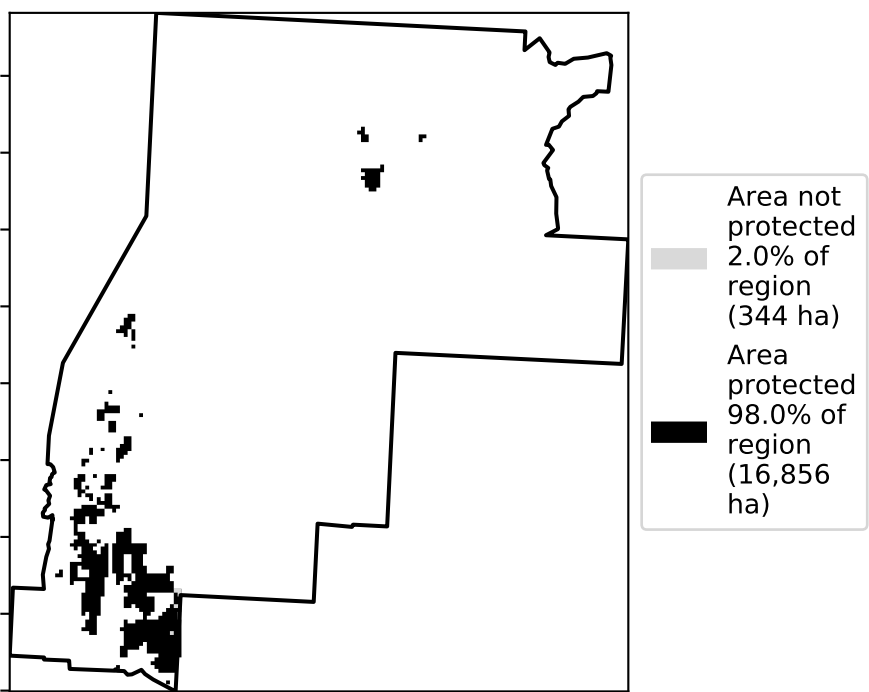 Area not
protected
2.0% of
region
(344 ha)
Area
protected
98.0% of
region
(16,856
ha)